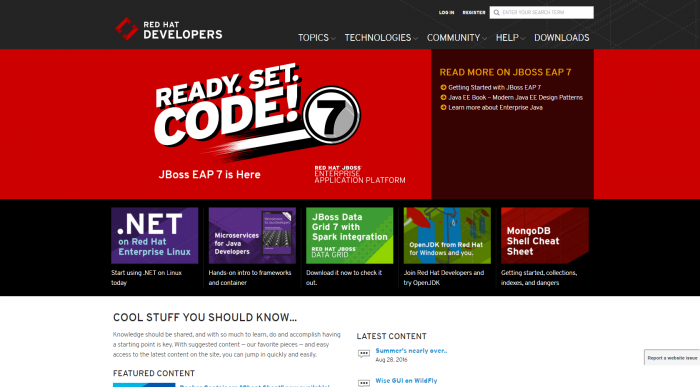 LOG IN REGISTER ENTER YOUR SEARCH TERM
RED HAT
DEVELOPERS
TOPICS TECHNOLOGIES COMMUNITY HELP DOWNLOADS
READY. SET.
CODE! 7
JBoss EAP 7 is Here
RED HAT JBOSS
ENTERPRISE
APPLICATION PLATFORM
READ MORE ON JBOSS EAP 7
Getting Started with JBoss EAP 7
Java EE Book – Modern Java EE Design Patterns
Learn more about Enterprise Java
.NET
on Red Hat
Enterprise Linux
Start using .NET on Linux
today
Microservices
for Java
Developers
Hands-on intro to frameworks
and container
JBoss Data
Grid 7 with
Spark integration
RED HAT JBOSS
DATA GRID
Download it now to check it
out.
OpenJDK from Red Hat
for Windows and you.
Join Red Hat Developers and
try OpenJDK
MongoDB
Shell Cheat
Sheet
Getting started, collections,
indexes, and dangers
COOL STUFF YOU SHOULD KNOW...
Knowledge should be shared, and with so much to learn, do and accomplish having
a starting point is key. With suggested content – our favorite pieces – and easy
access to the latest content on the site, you can jump in quickly and easily.
FEATURED CONTENT
LATEST CONTENT
Summer's nearly over..
Aug 28, 2016
Wise GUI on WildFly
Report a website issue